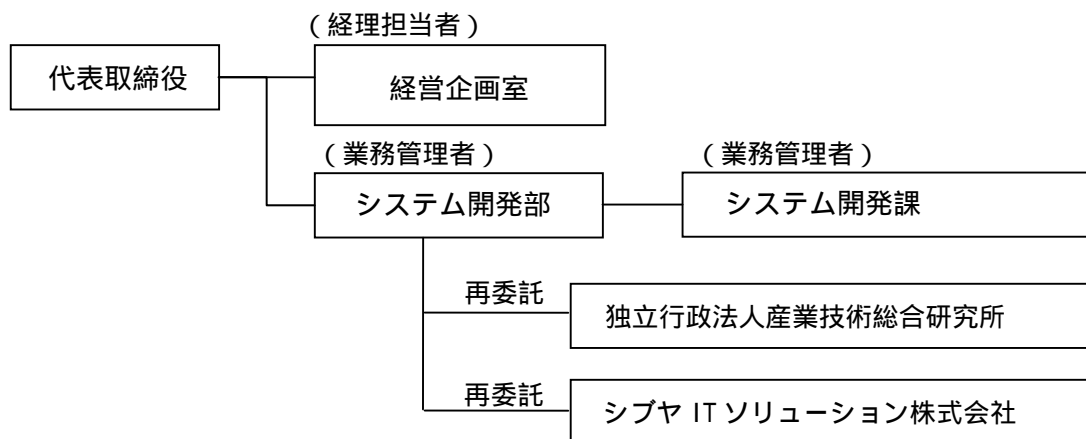 （経理担当者）
代表取締役
経営企画室
（業務管理者）
（業務管理者）
システム開発部
システム開発課
再委託
独立行政法人産業技術総合研究所
再委託
シブヤ IT ソリューション株式会社